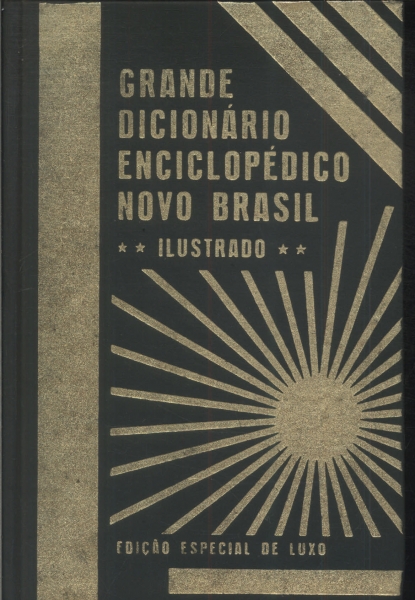 GRANDE
DICIONÁRIO
ENCICLOPÉDICO
NOVO BRASIL
** ILUSTRADO **
EDIÇÃO ESPECIAL DE LUXO